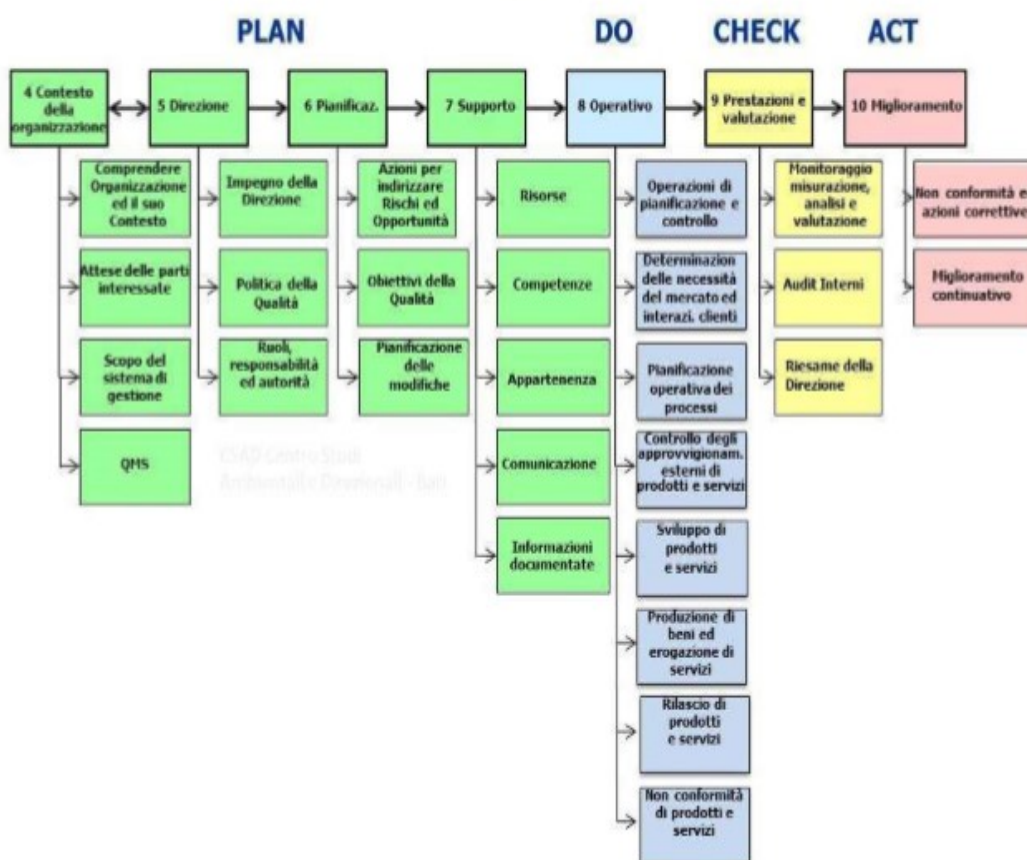 PLAN
DO
CHECK
ACT
4 Contesto
della
organizzazione
5 Direzione
6 Pianificaz.
7 Supporto
8 Operativo
9 Prestazioni e
valutazione
10 Miglioramento
Comprendere
Organizzazione
ed il suo
Contesto
Attese delle parti
interessate
Scopo del
sistema di
gestione
QMS
Impegno della
Direzione
Politica della
Qualità
Ruoli,
responsabilità
ed autorità
Azioni per
indirizzare
Rischi ed
Opportunità
Obiettivi della
Qualità
Pianificazione
delle
modifiche
Risorse
Competenze
Appartenenza
Comunicazione
Informazioni
documentate
Operazioni di
pianificazione e
controllo
Determinazion
delle necessità
del mercato ed
interazi. clienti
Pianificazione
operativa dei
processi
Controllo degli
approvvigionam.
esterni di
prodotti e servizi
Sviluppo di
prodotti
e servizi
Produzione di
beni ed
erogazione di
servizi
Rilascio di
prodotti
e servizi
Non conformità
di prodotti e
servizi
Monitoraggio
misurazione,
analisi e
valutazione
Audit Interni
Riesame della
Direzione
Non conformità e
azioni correttive
Miglioramento
continuativo
CSAD Centro Studi
Ambientali e Direzionali - Bari